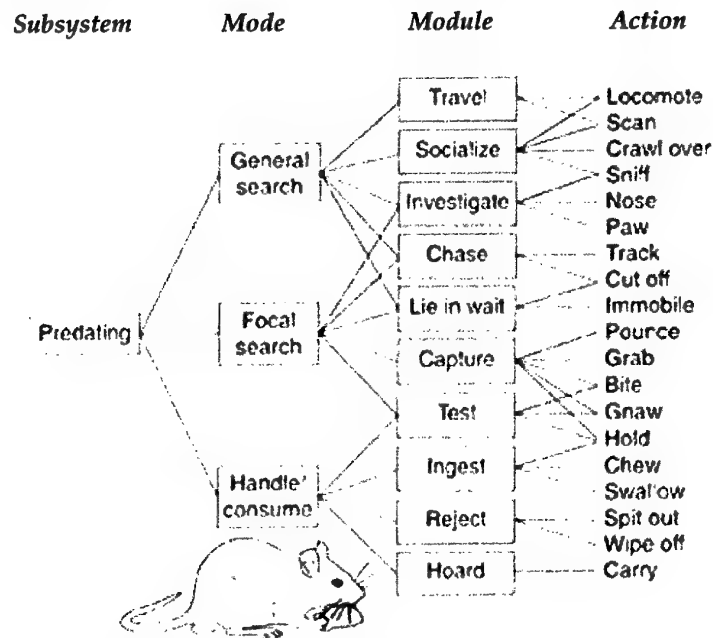 Subsystem Mode Module Action
Travel
Socialize
Investigate
Chase
Lie in wait
Capture
Test
Ingest
Reject
Hoard
General
search
Focal
search
Handle/
consume
Predating
Locomote
Scan
Crawl over
Sniff
Nose
Paw
Track
Cut off
Immobile
Pounce
Grab
Bite
Gnaw
Hold
Chew
Swallow
Spit out
Wipe off
Carry